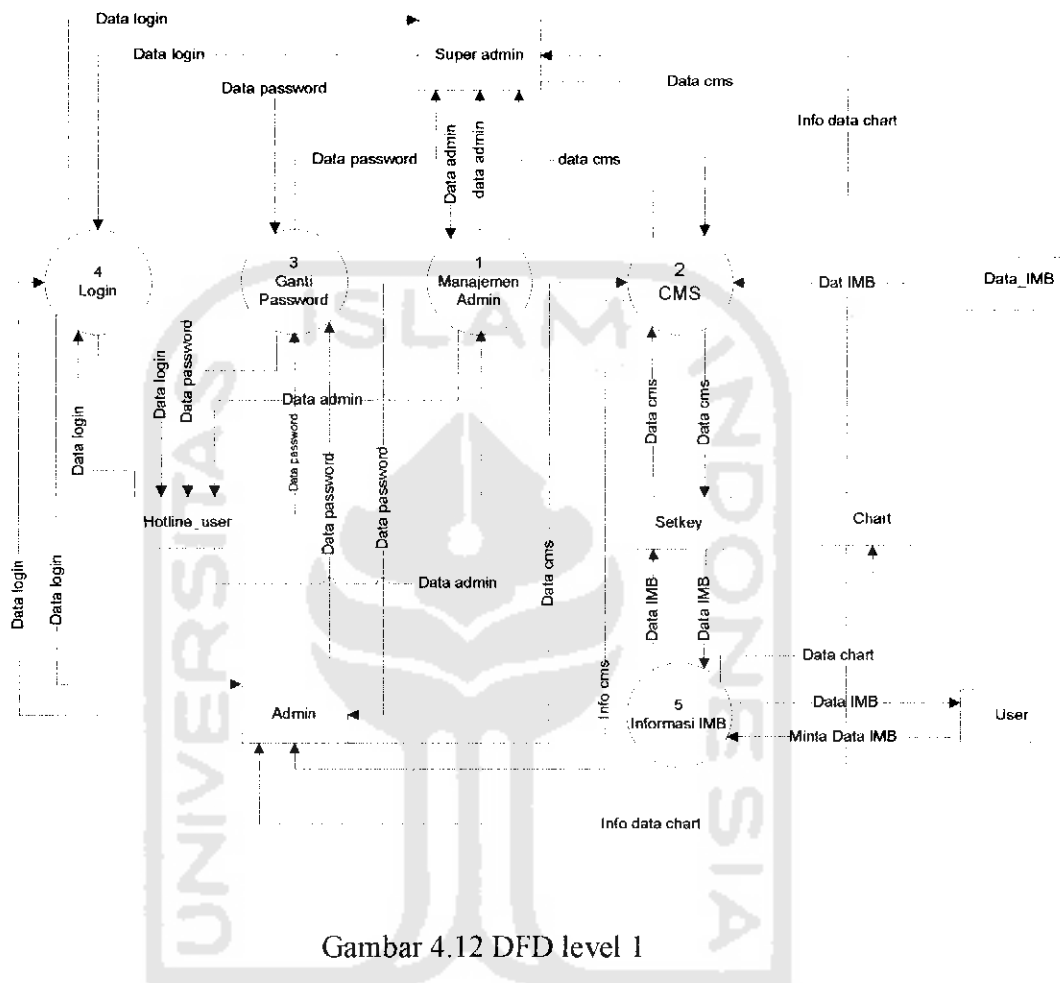 Data login
Data login
Super admin
Data password
Data cms
Info data chart
Data password
Data admin
data admin
data cms
4
Login
3
Ganti
Password
1
Manajemen
Admin
2
CMS
Dat IMB
Data_IMB
ISLAM
UNIVERSITAS
INDONESIA
Data login
Data login
Data password
Data admin
Data password
Data password
Data password
Data cms
Data cms
Data cms
Hotline_user
Setkey
Chart
Data login
Data login
Data admin
Data IMB
Data IMB
Info cms
Data chart
Admin
5
Informasi IMB
Data IMB
Minta Data IMB
User
Info data chart
Gambar 4.12 DFD level 1